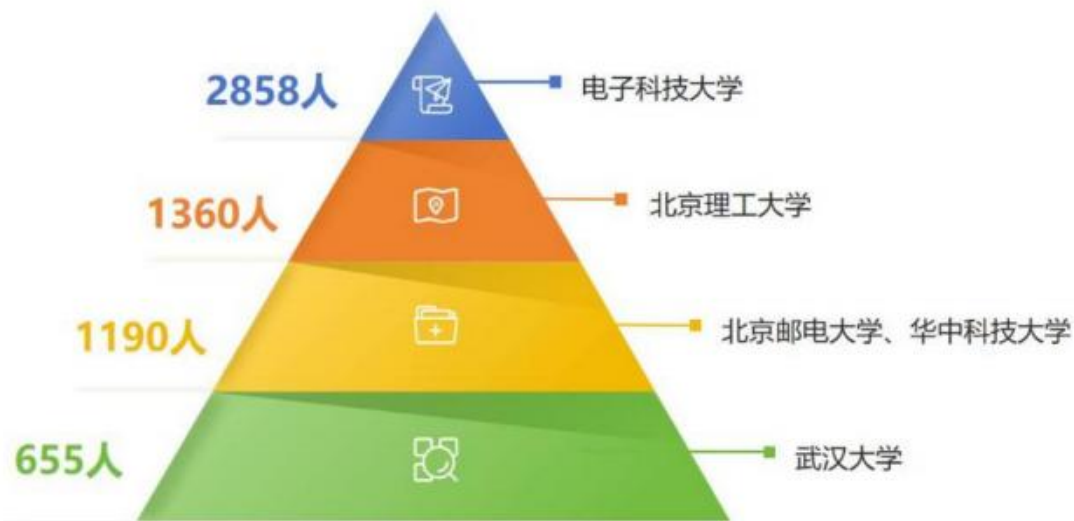 2858人
电子科技大学
1360人
北京理工大学
1190人
北京邮电大学、华中科技大学
655人
武汉大学